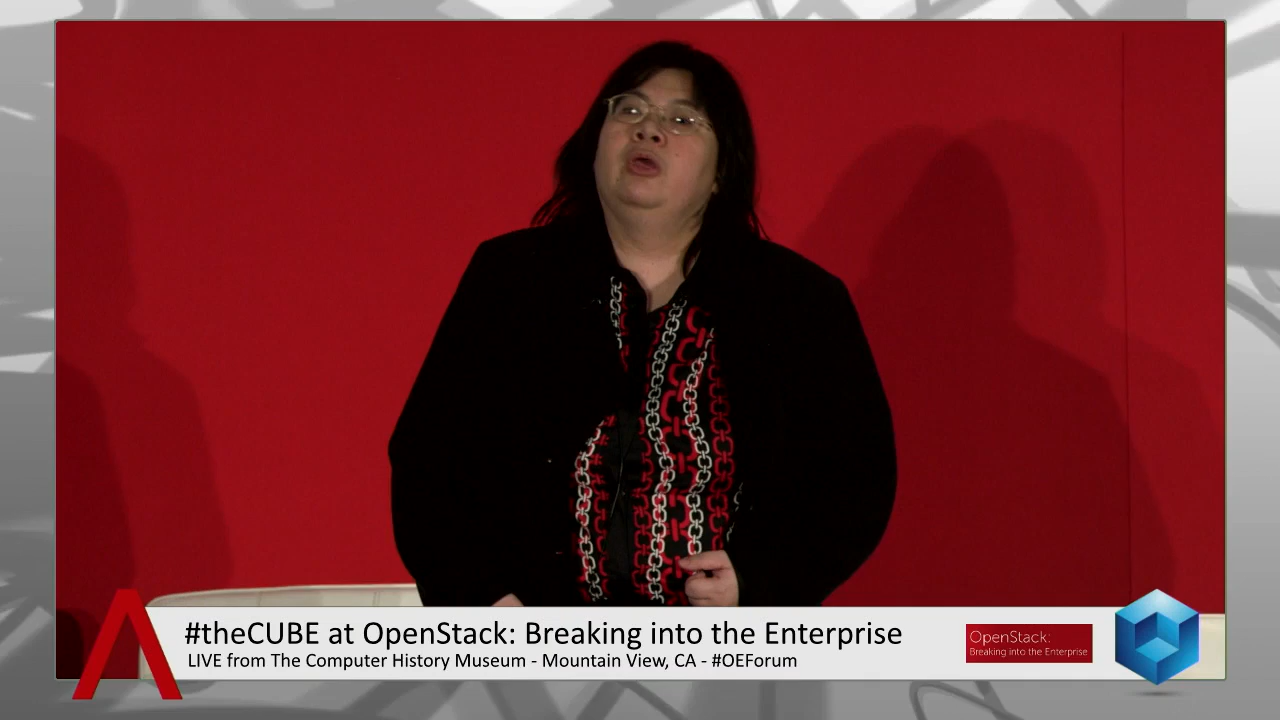 #theCUBE at OpenStack: Breaking into the Enterprise
LIVE from The Computer History Museum - Mountain View, CA - #OEForum
OpenStack:
Breaking into the Enterprise